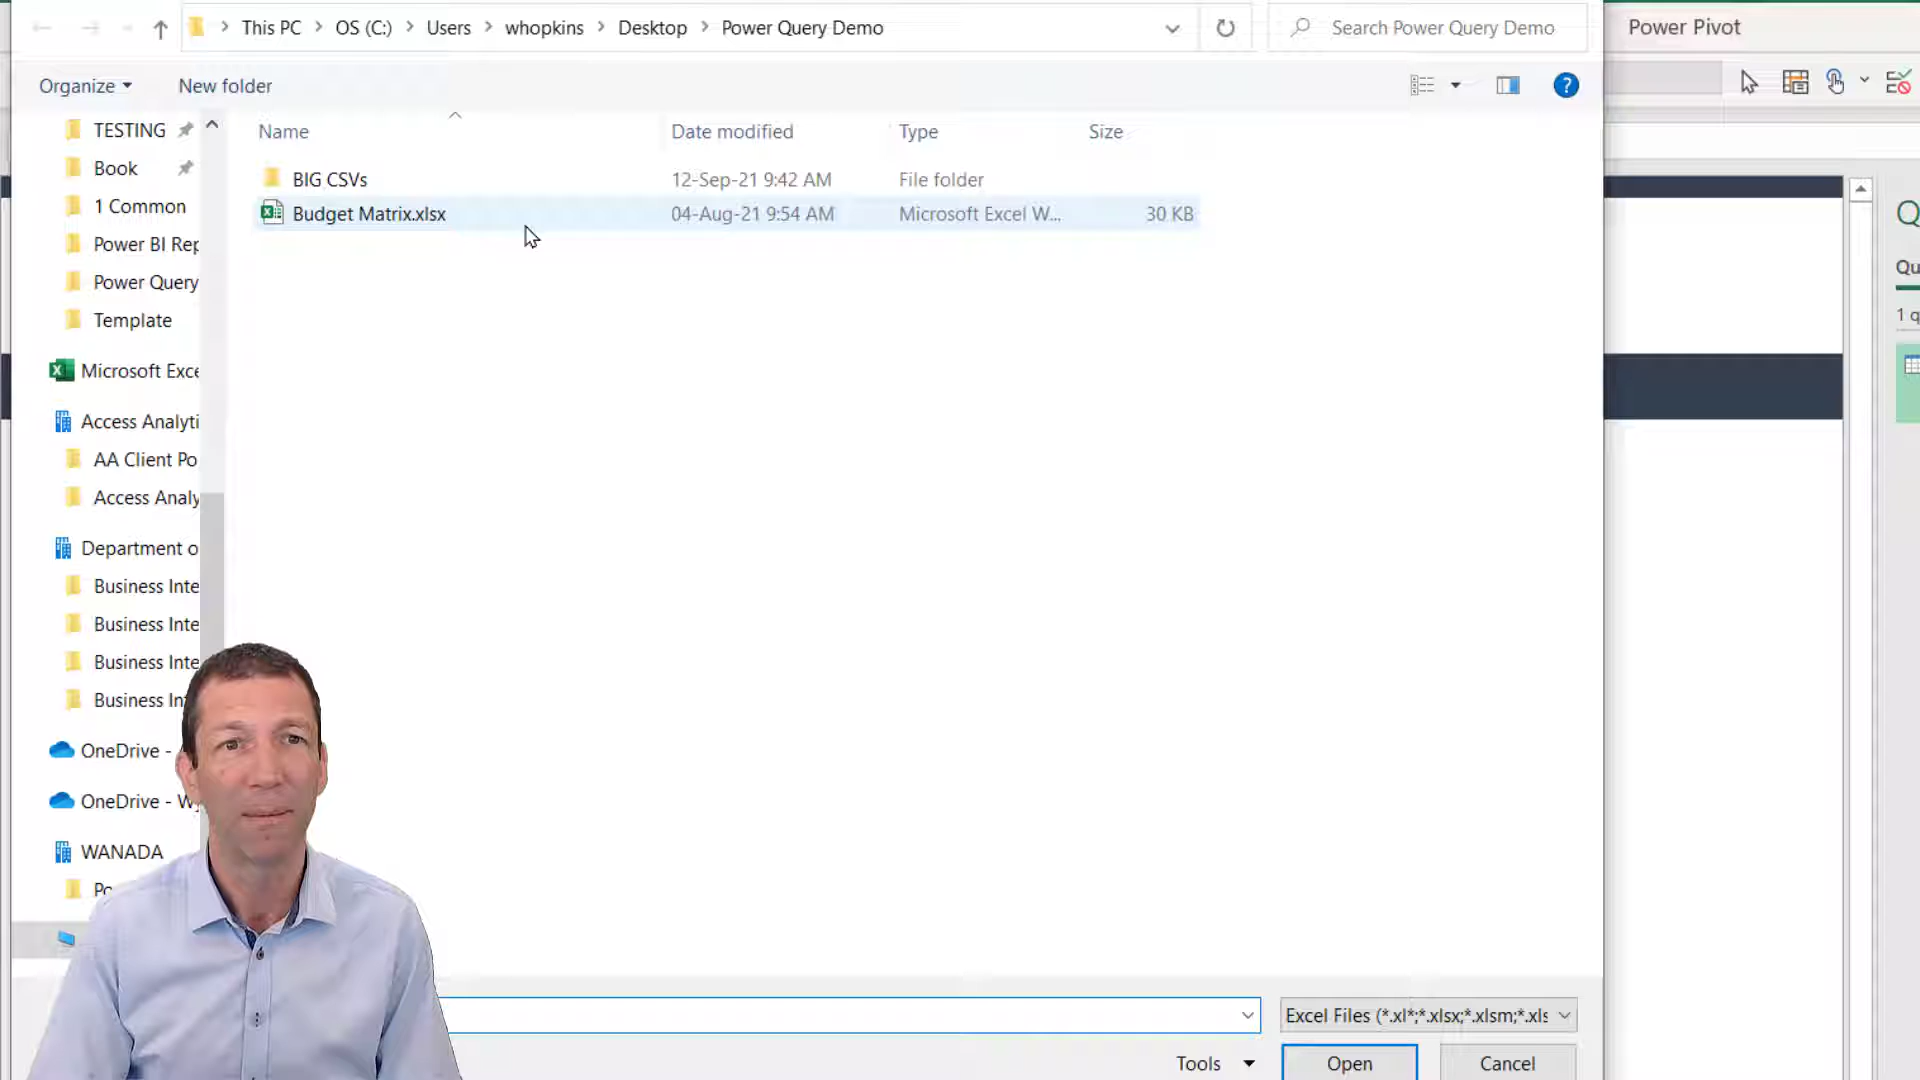 This PC > OS (C:) > Users > whopkins > Desktop > Power Query Demo
Search Power Query Demo
Power Pivot
Organize
New folder
Name
Date modified
Type
Size
TESTING
Book
1 Common
Power BI Rep
Power Query
Template
Microsoft Exce
Access Analyti
AA Client Po
Access Analy
Department o
Business Inte
Business Inte
Business Inte
Business In
OneDrive -
OneDrive - W
WANADA
Po
BIG CSVs
12-Sep-21 9:42 AM
File folder
Budget Matrix.xlsx
04-Aug-21 9:54 AM
Microsoft Excel W...
30 KB
Q
Qu
1 q
Excel Files (*.xl*;*.xlsx;*.xlsm;*.xls
Tools
Open
Cancel